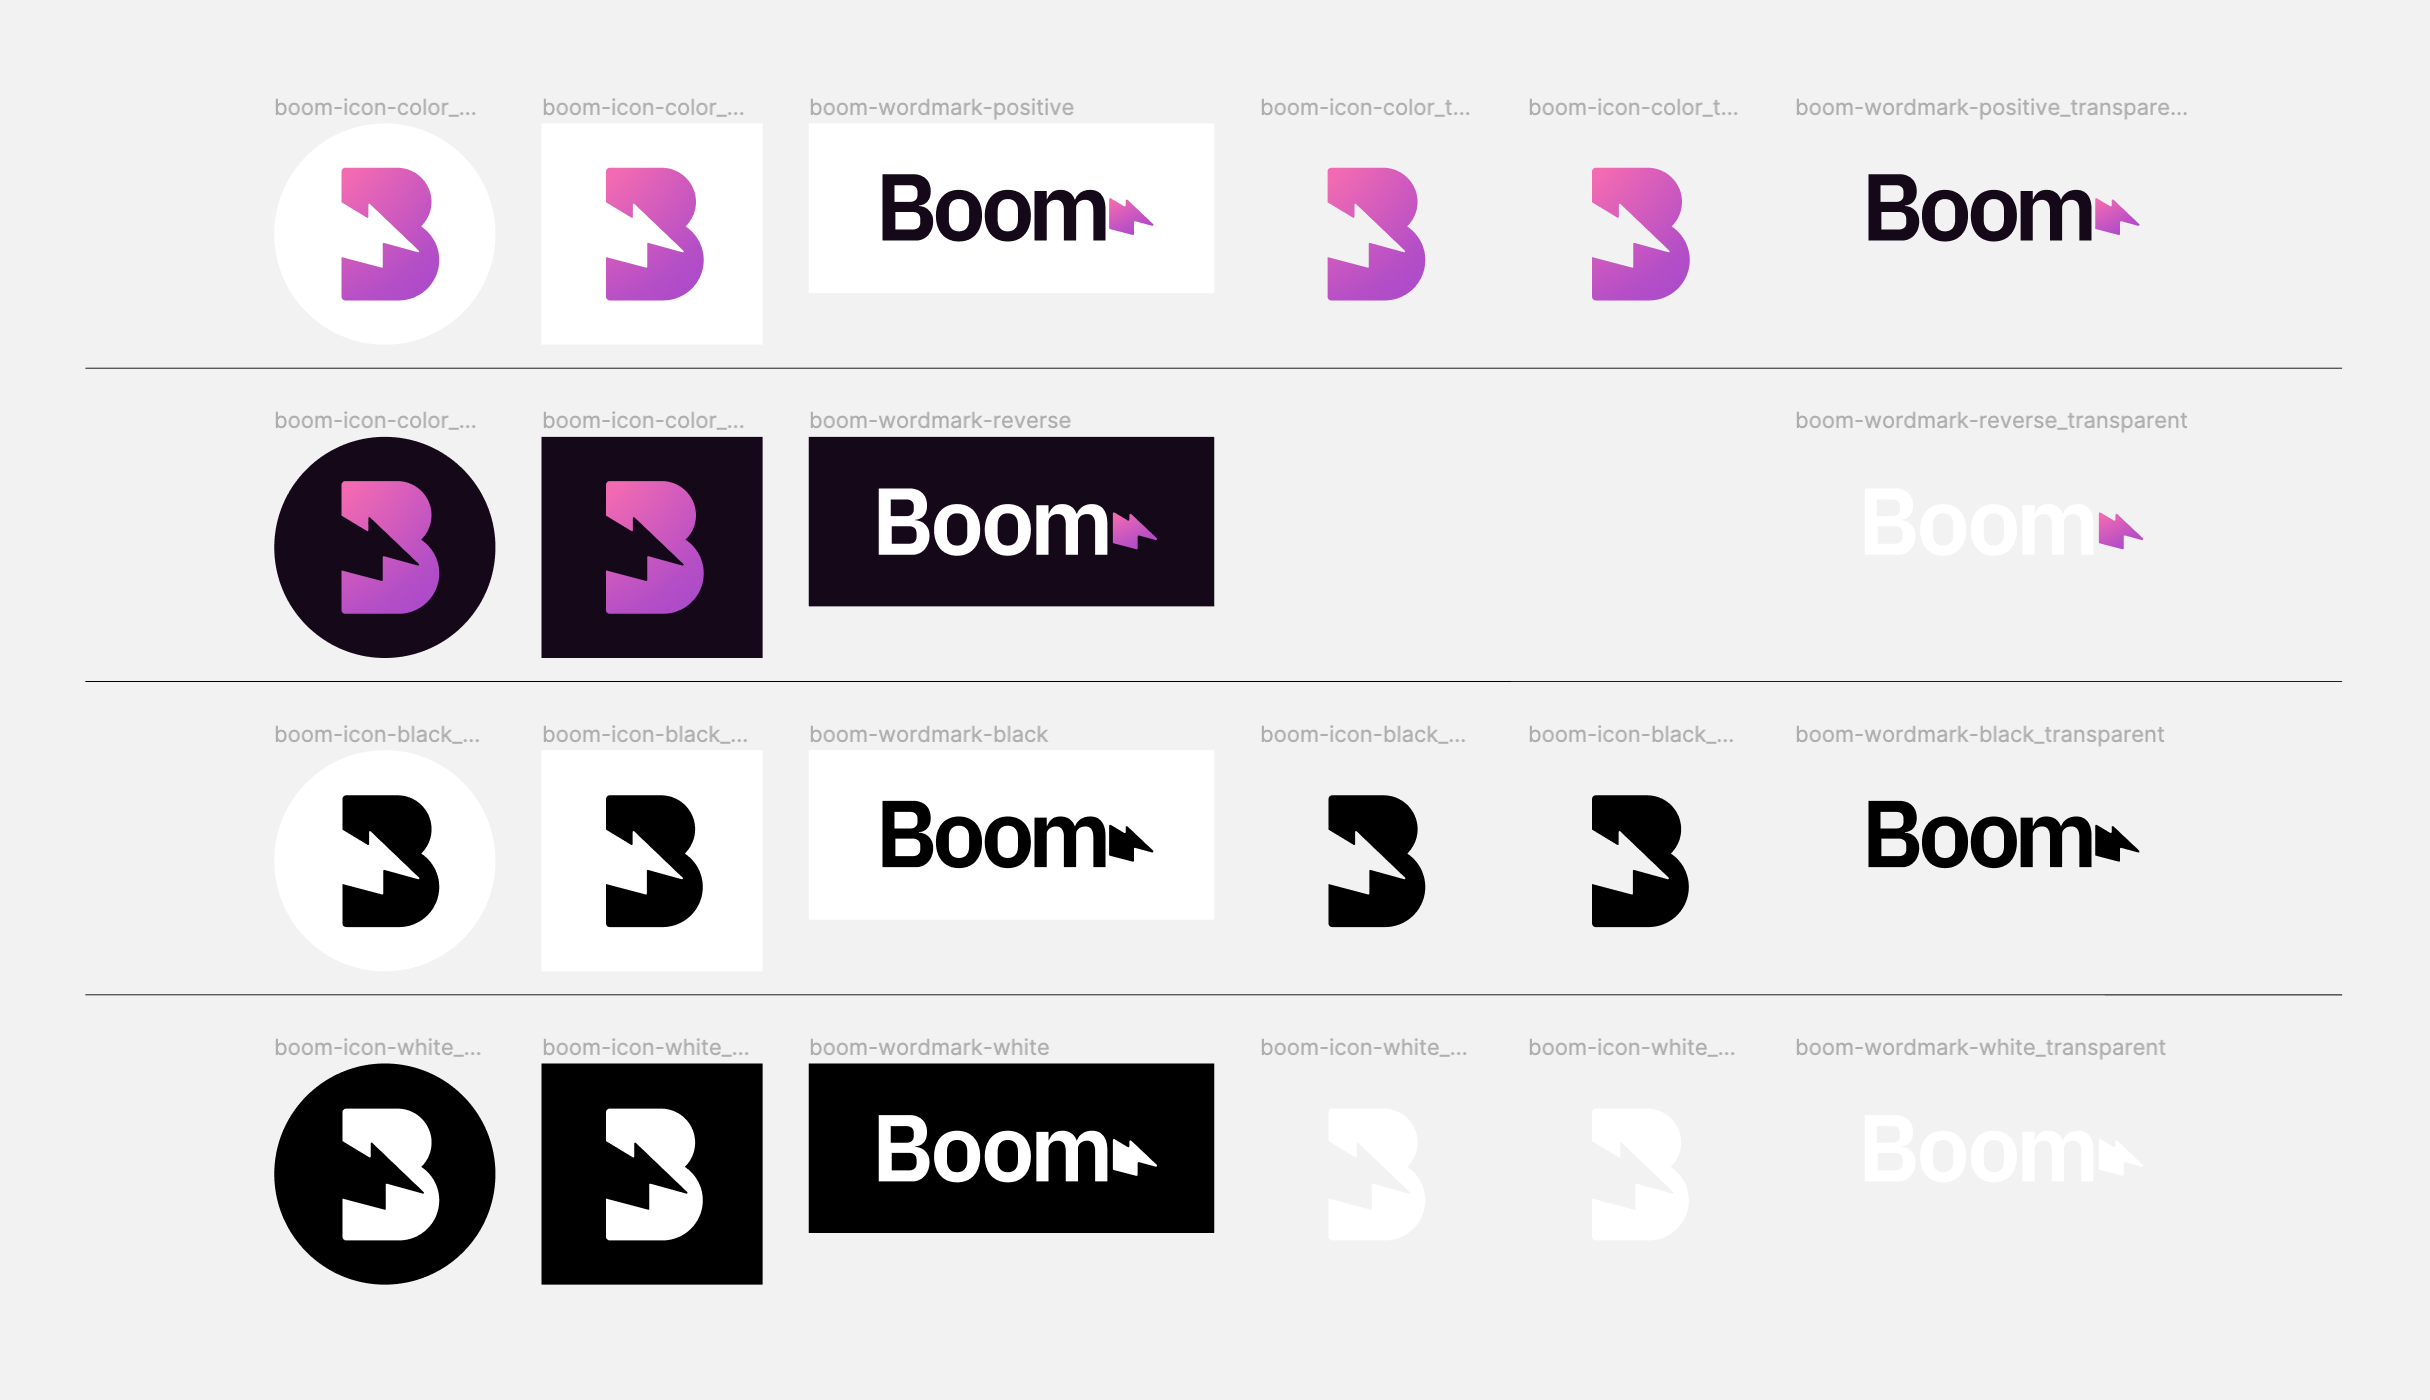 boom-icon-color_...
boom-icon-color_...
boom-wordmark-positive
boom-icon-color_t...
boom-icon-color_t...
boom-wordmark-positive_transpare...
B
B
Boom
B
B
Boom
boom-icon-color_...
boom-icon-color_...
boom-wordmark-reverse
boom-wordmark-reverse_transparent
B
B
Boom
Boom
boom-icon-black_...
boom-icon-black_...
boom-wordmark-black
boom-icon-black_...
boom-icon-black_...
boom-wordmark-black_transparent
B
B
Boom
B
B
Boom
boom-icon-white_...
boom-icon-white_...
boom-wordmark-white
boom-icon-white_...
boom-icon-white_...
boom-wordmark-white_transparent
B
B
Boom
B
B
Boom